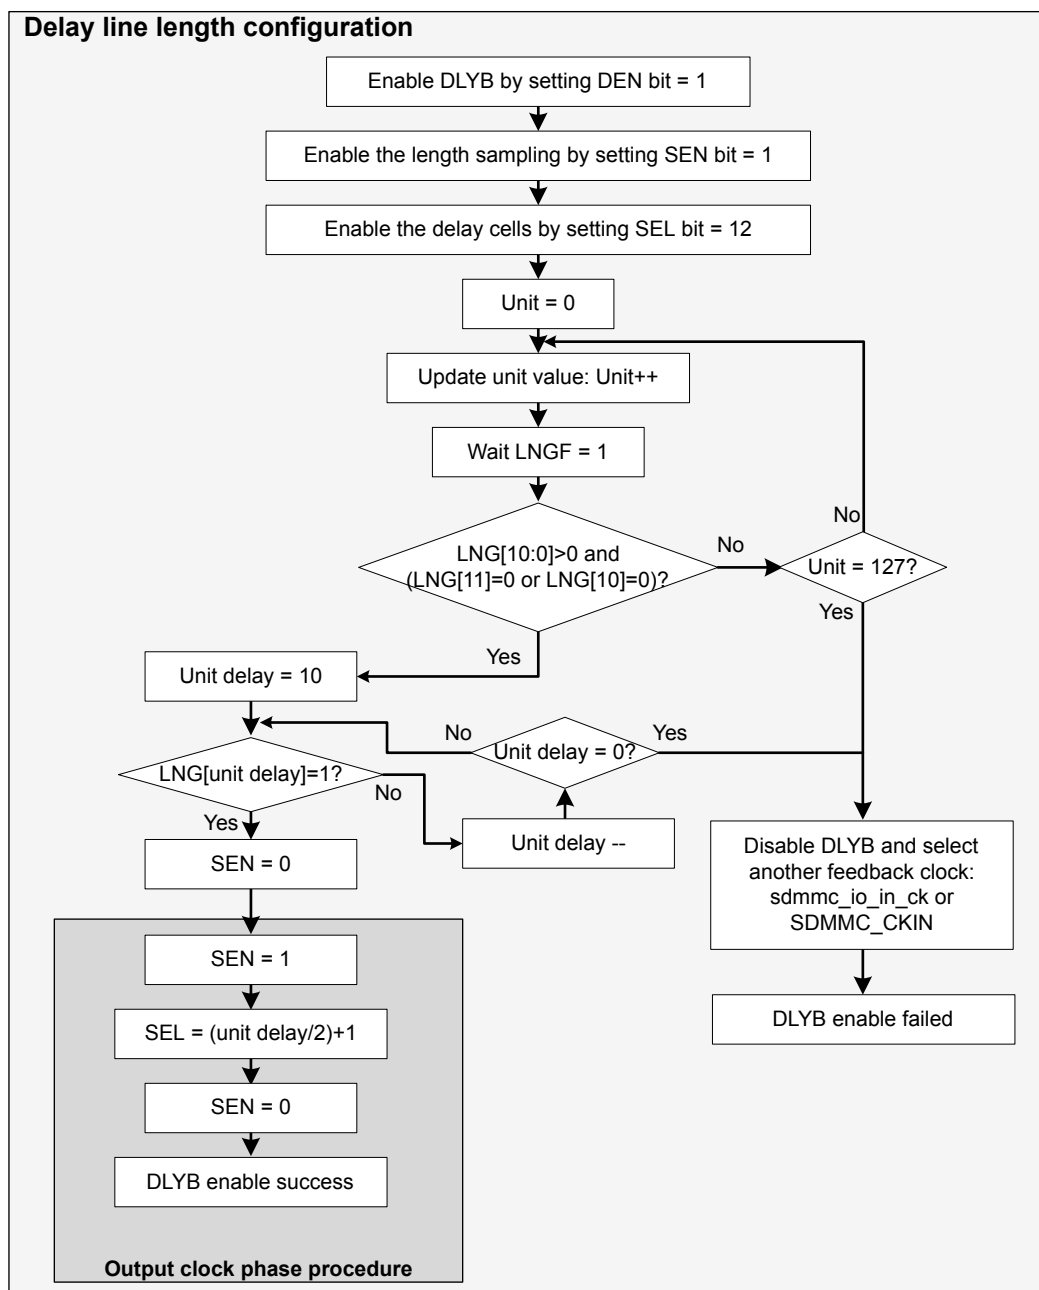 Delay line length configuration
Enable DLYB by setting DEN bit = 1
Enable the length sampling by setting SEN bit = 1
Enable the delay cells by setting SEL bit = 12
Unit = 0
Update unit value: Unit++
Wait LNGF = 1
No
LNG[10:0]>0 and
(LNG[11]=0 or LNG[10]=0)?
No
Unit = 127?
Yes
Yes
Unit delay = 10
No
Unit delay = 0?
Yes
LNG[unit delay]=1?
No
Yes
Unit delay --
SEN = 0
Disable DLYB and select
another feedback clock:
sdmmc_io_in_ck or
SDMMC_CKIN
SEN = 1
DLYB enable failed
SEL = (unit delay/2)+1
SEN = 0
DLYB enable success
Output clock phase procedure